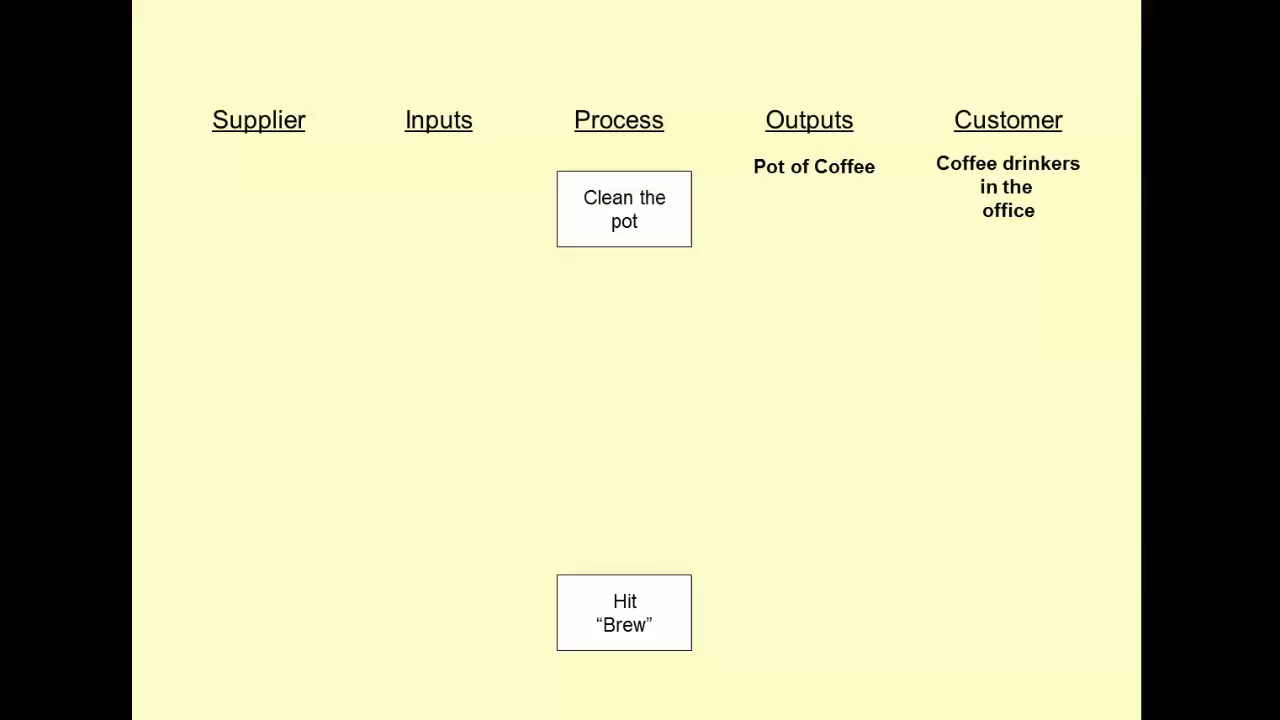 Supplier Inputs Process Outputs Customer
Clean the
pot
Pot of Coffee
Coffee drinkers
in the
office
Hit
“Brew”